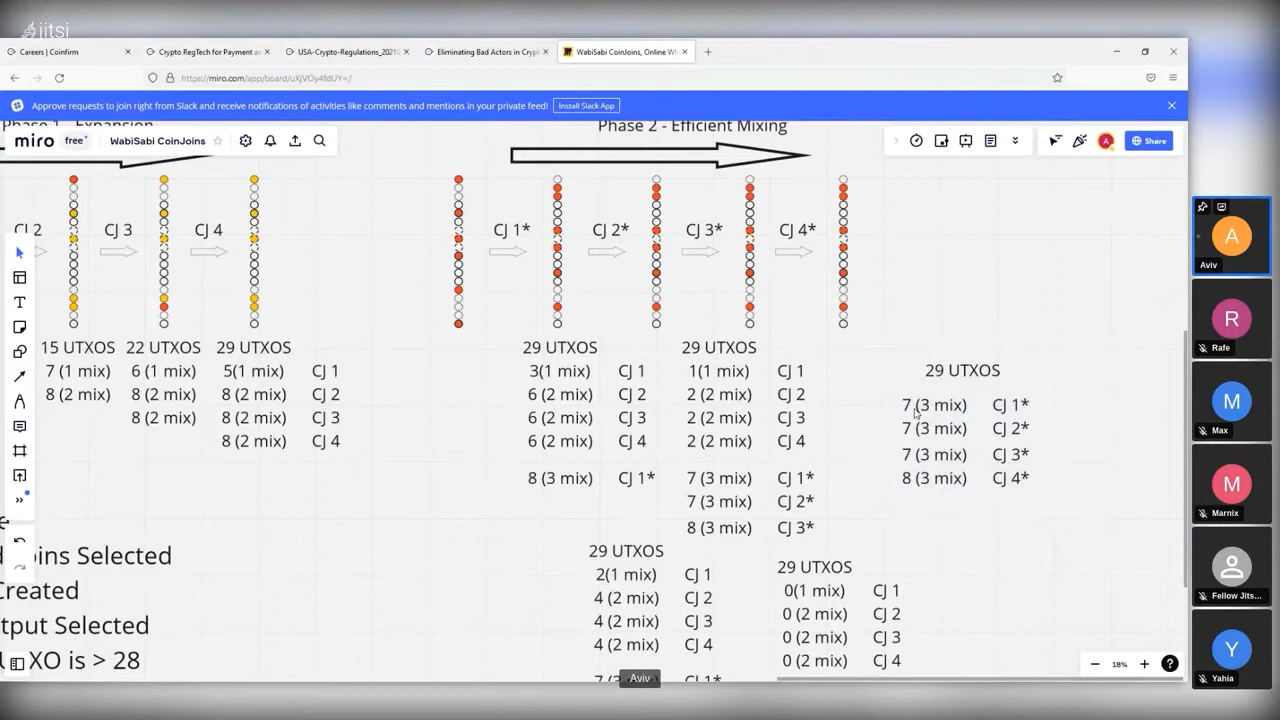 jitsi
Careers | Coinfirm
Crypto RegTech for Payment a
USA-Crypto-Regulations_2021
Eliminating Bad Actors in Crypt
WabiSabi CoinJoins, Online Wh
https://miro.com/app/board/uXjVOy4fdUY=/
Approve requests to join right from Slack and receive notifications of activities like comments and mentions in your private feed!
Install Slack App
Phase 1 - Expansion
Phase 2 - Efficient Mixing
miro free
WabiSabi CoinJoins
A
Share
CJ 2
CJ 3
CJ 4
CJ 1*
CJ 2*
CJ 3*
CJ 4*
15 UTXOS
7 (1 mix)
8 (2 mix)
22 UTXOS
6 (1 mix)
8 (2 mix)
8 (2 mix)
29 UTXOS
5(1 mix) CJ 1
8 (2 mix) CJ 2
8 (2 mix) CJ 3
8 (2 mix) CJ 4
29 UTXOS
3(1 mix) CJ 1
6 (2 mix) CJ 2
6 (2 mix) CJ 3
6 (2 mix) CJ 4
8 (3 mix) CJ 1*
29 UTXOS
1(1 mix) CJ 1
2 (2 mix) CJ 2
2 (2 mix) CJ 3
2 (2 mix) CJ 4
7 (3 mix) CJ 1*
7 (3 mix) CJ 2*
8 (3 mix) CJ 3*
29 UTXOS
7 (3 mix) CJ 1*
7 (3 mix) CJ 2*
7 (3 mix) CJ 3*
8 (3 mix) CJ 4*
29 UTXOS
2(1 mix) CJ 1
4 (2 mix) CJ 2
4 (2 mix) CJ 3
4 (2 mix) CJ 4
CJ 1*
29 UTXOS
0(1 mix) CJ 1
0 (2 mix) CJ 2
0 (2 mix) CJ 3
0 (2 mix) CJ 4
oins Selected
Created
tput Selected
XO is > 28
18%
Aviv
A
Aviv
R
Rafe
M
Max
M
Marnix
Fellow Jits...
Y
Yahia